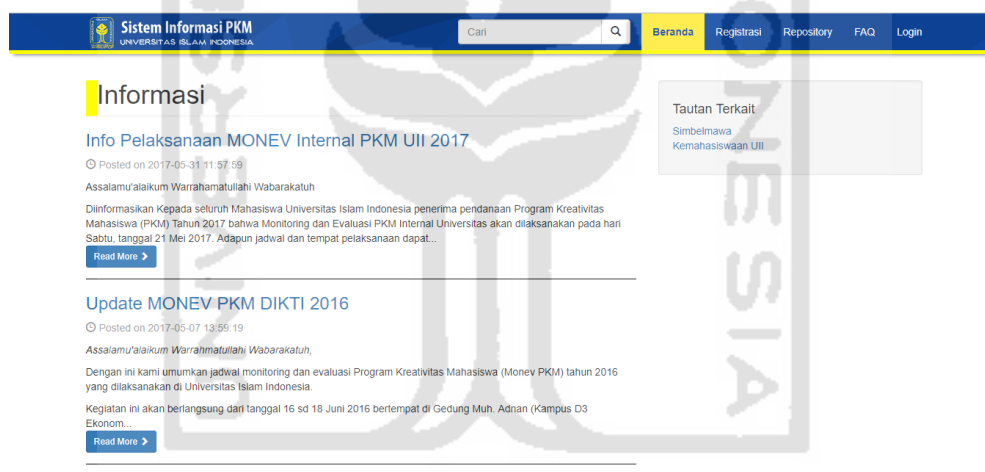 Sistem Informasi PKM
UNIVERSITAS ISLAM INDONESIA
Cari
Beranda Registrasi Repository FAQ Login
Informasi
Info Pelaksanaan MONEV Internal PKM UII 2017
Posted on 2017-05-31 11:57:59
Assalamu'alaikum Warrahamatullahi Wabarakatuh
Diinformasikan Kepada seluruh Mahasiswa Universitas Islam Indonesia penerima pendanaan Program Kreativitas
Mahasiswa (PKM) Tahun 2017 bahwa Monitoring dan Evaluasi PKM Internal Universitas akan dilaksanakan pada hari
Sabtu, tanggal 21 Mei 2017. Adapun jadwal dan tempat pelaksanaan dapat...
Read More
Update MONEV PKM DIKTI 2016
Posted on 2017-05-07 13:59:19
Assalamu'alaikum Warrahmatullahi Wabarakatuh,
Dengan ini kami umumkan jadwal monitoring dan evaluasi Program Kreativitas Mahasiswa (Monev PKM) tahun 2016
yang dilaksanakan di Universitas Islam Indonesia.
Kegiatan ini akan berlangsung dari tanggal 16 sd 18 Juni 2016 bertempat di Gedung Muh. Adnan (Kampus D3
Ekonom...
Read More
Tautan Terkait
Simbelmawa
Kemahasiswaan UII